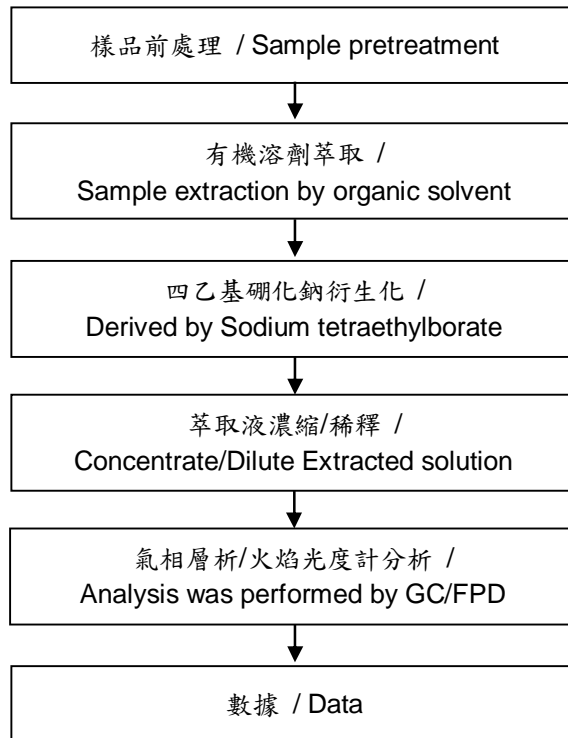 樣品前處理 / Sample pretreatment
有機溶劑萃取 /
Sample extraction by organic solvent
四乙基硼化鈉衍生化 /
Derived by Sodium tetraethylborate
萃取液濃縮/稀釋 /
Concentrate/Dilute Extracted solution
氣相層析/火焰光度計分析 /
Analysis was performed by GC/FPD
數據 / Data